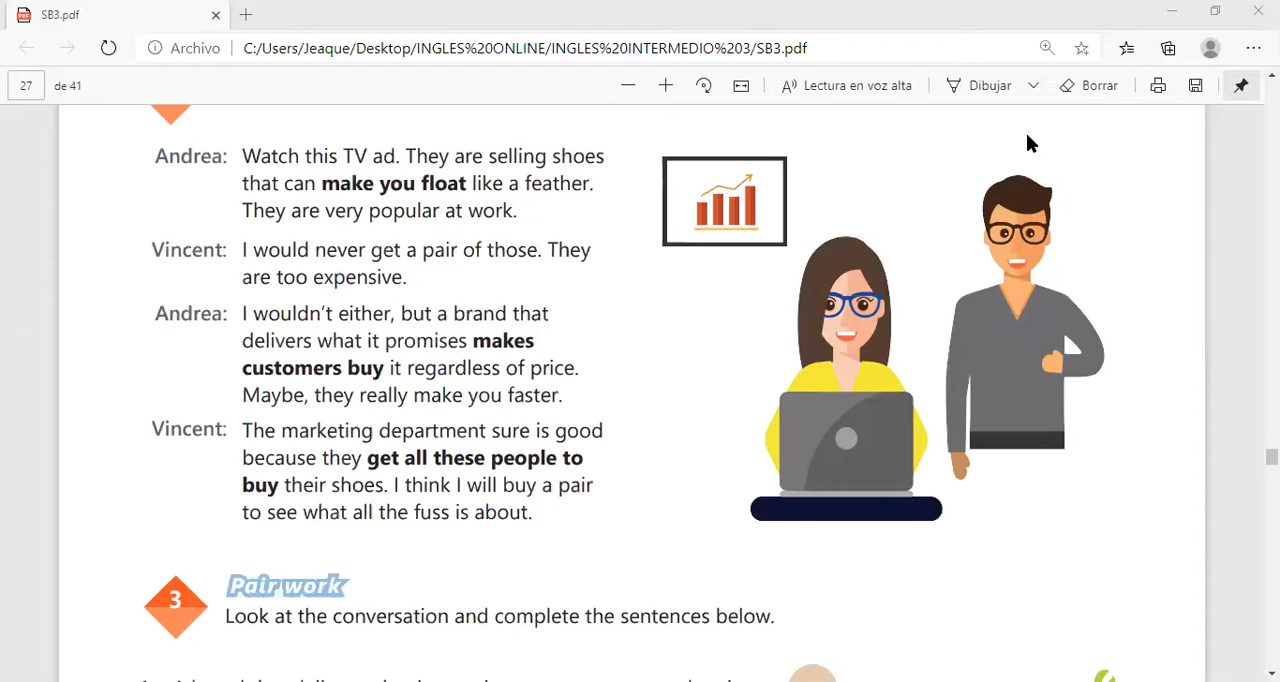 SB3.pdf
Archivo C:/Users/Jeaque/Desktop/INGLES%20ONLINE/INGLES%20INTERMEDIO%203/SB3.pdf
27 de 41 Lectura en voz alta Dibujar Borrar
Andrea: Watch this TV ad. They are selling shoes
that can make you float like a feather.
They are very popular at work.
Vincent: I would never get a pair of those. They
are too expensive.
Andrea: I wouldn't either, but a brand that
delivers what it promises makes
customers buy it regardless of price.
Maybe, they really make you faster.
Vincent: The marketing department sure is good
because they get all these people to
buy their shoes. I think I will buy a pair
to see what all the fuss is about.
3 Pair work
Look at the conversation and complete the sentences below.